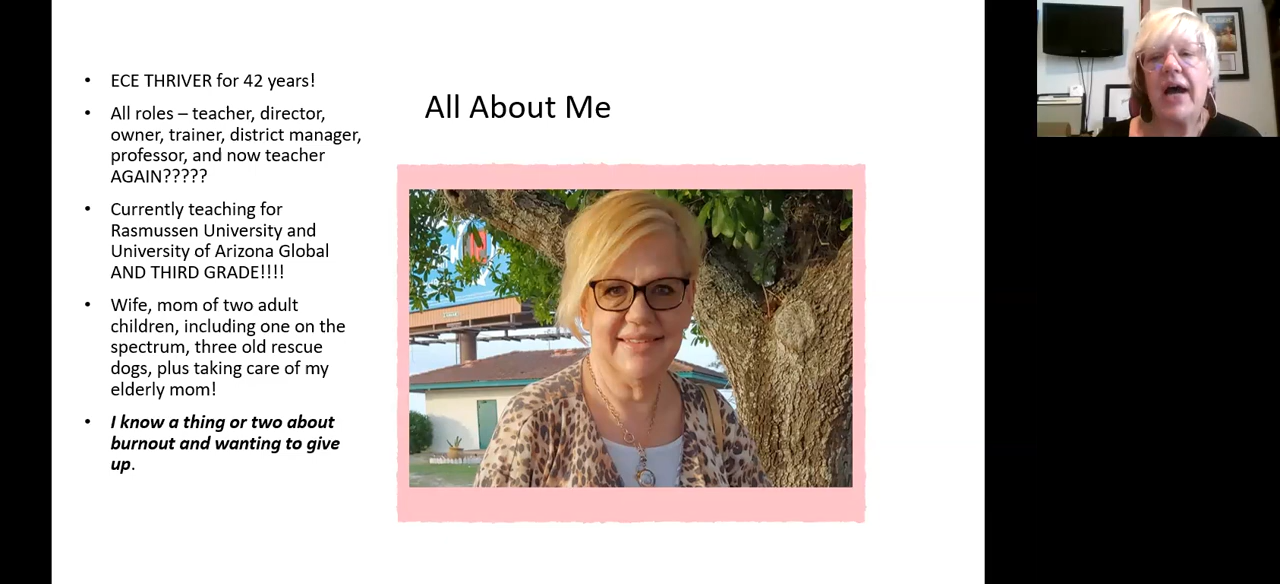 ECE THRIVER for 42 years!
All About Me
All roles – teacher, director,
owner, trainer, district manager,
professor, and now teacher
AGAIN?????
Currently teaching for
Rasmussen University and
University of Arizona Global
AND THIRD GRADE!!!!
Wife, mom of two adult
children, including one on the
spectrum, three old rescue
dogs, plus taking care of my
elderly mom!
I know a thing or two about
burnout and wanting to give
up.